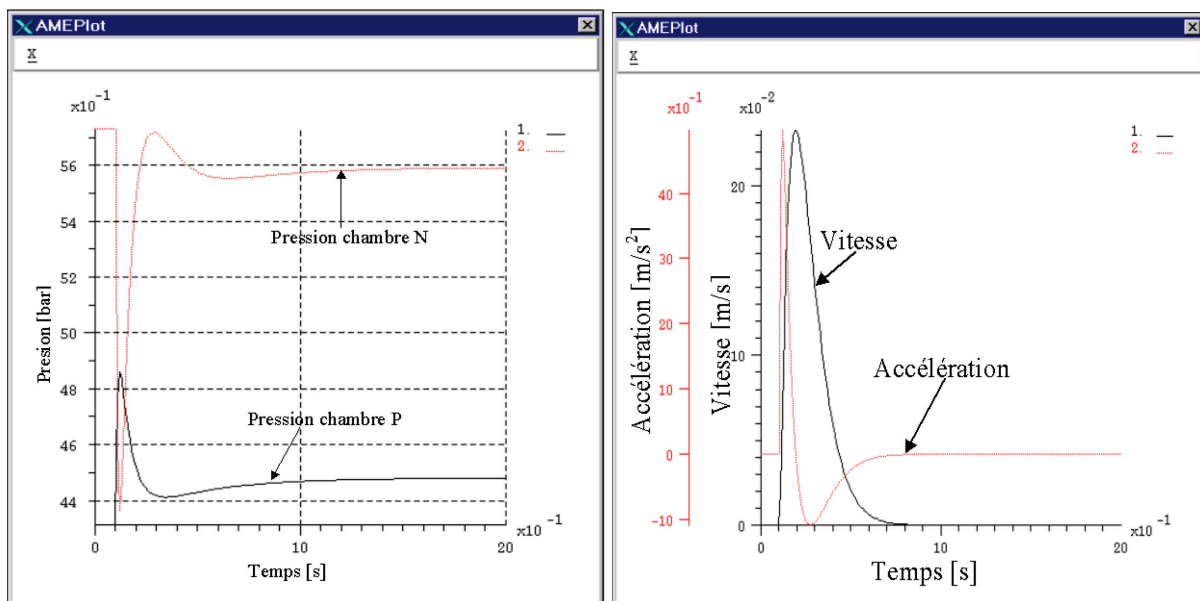 AMEPlot
X
x10⁻¹
1.
2.
56
54
52
50
48
46
44
Presion [bar]
Pression chambre N
Pression chambre P
0
10
20
x10⁻¹
Temps [s]
AMEPlot
X
x10⁻¹
x10⁻²
1.
2.
40
30
20
10
0
-10
Accélération [m/s²]
20
10
0
Vitesse [m/s]
Vitesse
Accélération
0
10
20
x10⁻¹
Temps [s]